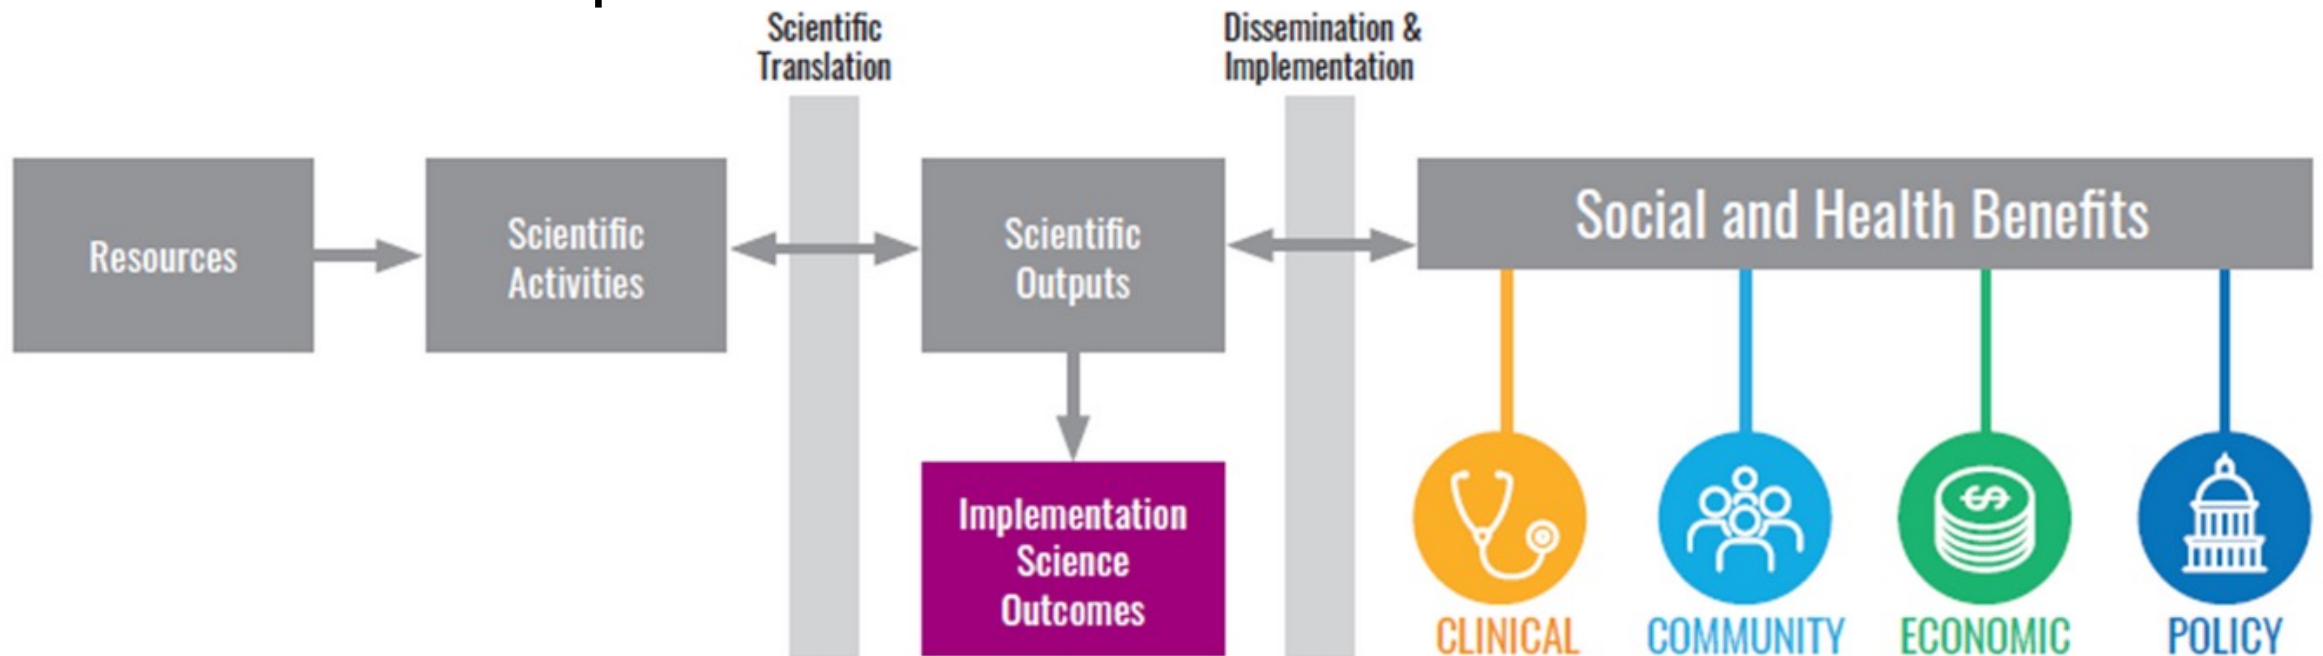 Scientific
Translation
Dissemination &
Implementation
Resources
Scientific
Activities
Scientific
Outputs
Social and Health Benefits
Implementation
Science
Outcomes
$
CLINICAL
COMMUNITY
ECONOMIC
POLICY